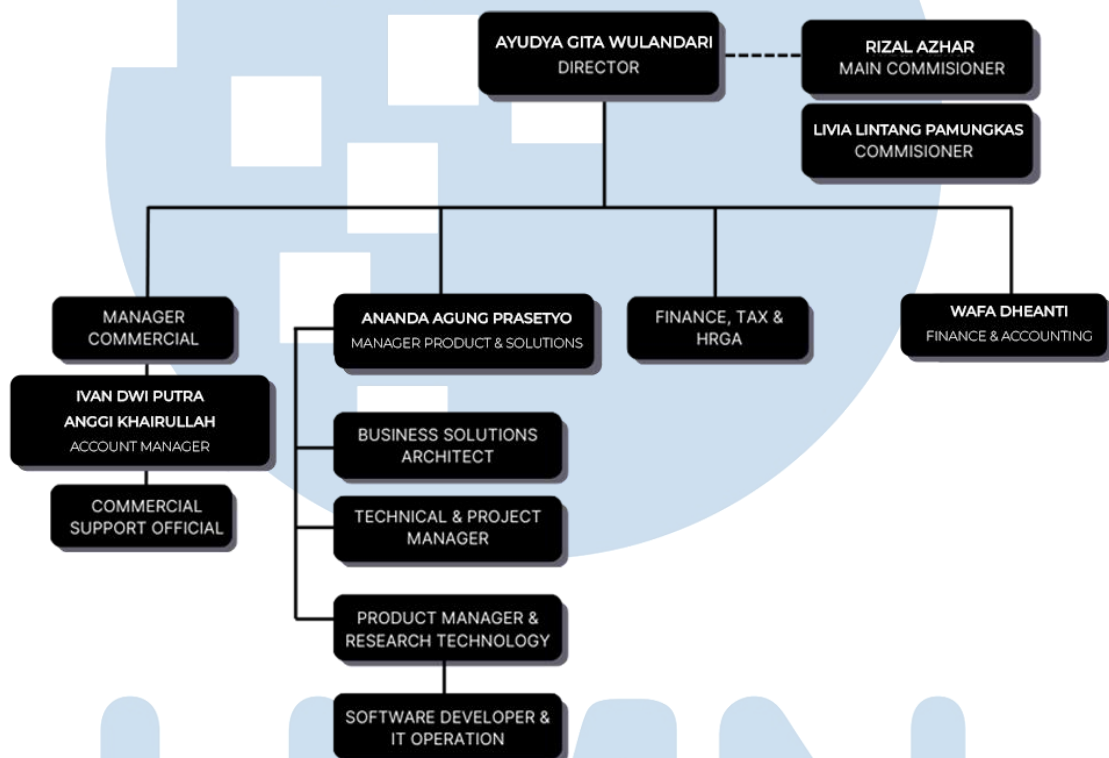 AYUDYA GITA WULANDARI
DIRECTOR
RIZAL AZHAR
MAIN COMMISIONER
LIVIA LINTANG PAMUNGKAS
COMMISIONER
MANAGER
COMMERCIAL
IVAN DWI PUTRA
ANGGI KHAIRULLAH
ACCOUNT MANAGER
COMMERCIAL
SUPPORT OFFICIAL
ANANDA AGUNG PRASETYO
MANAGER PRODUCT & SOLUTIONS
BUSINESS SOLUTIONS
ARCHITECT
TECHNICAL & PROJECT
MANAGER
PRODUCT MANAGER &
RESEARCH TECHNOLOGY
SOFTWARE DEVELOPER &
IT OPERATION
FINANCE, TAX &
HRGA
WAFA DHEANTI
FINANCE & ACCOUNTING